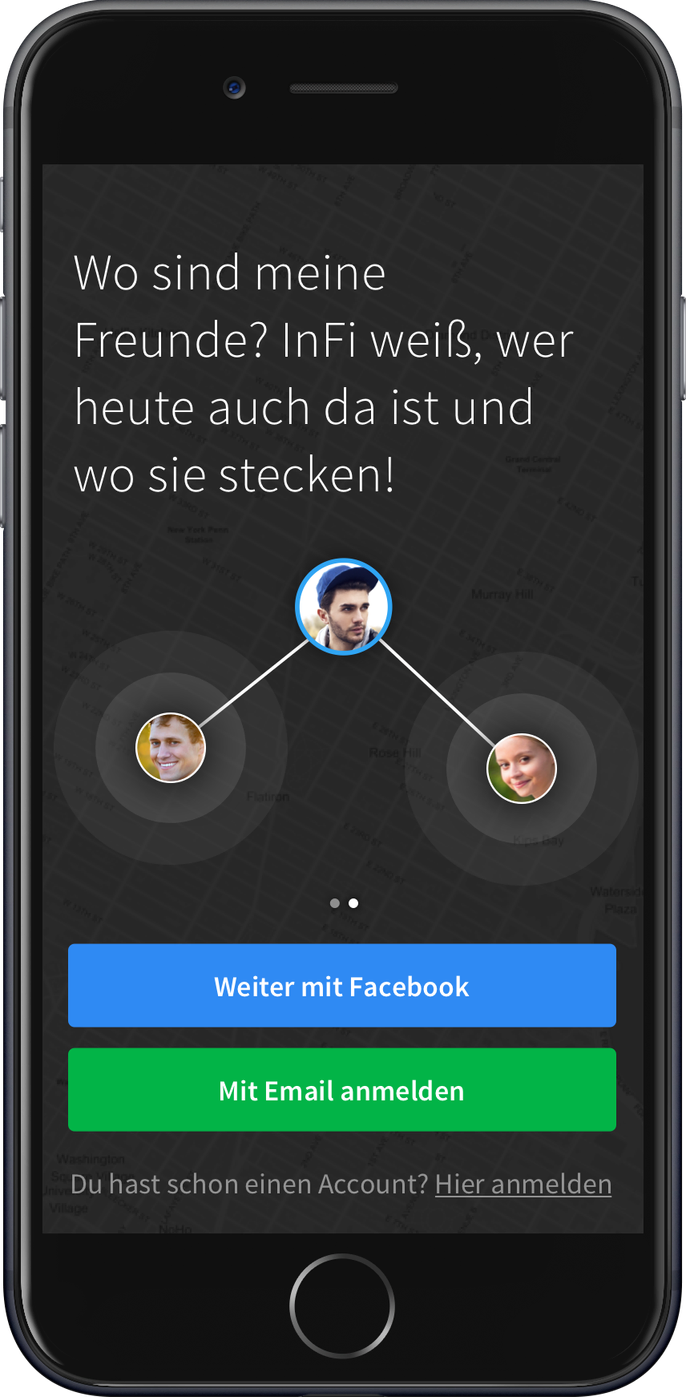 Wo sind meine
Freunde? InFi weiß, wer
heute auch da ist und
wo sie stecken!
Grand Central
Terminal
New York Penn
Station
Murray Hill
Rose Hill
Flatiron
Kips Bay
Waterside
Plaza
Weiter mit Facebook
Mit Email anmelden
Washington
Du hast schon einen Account? Hier anmelden
Village
NoHo